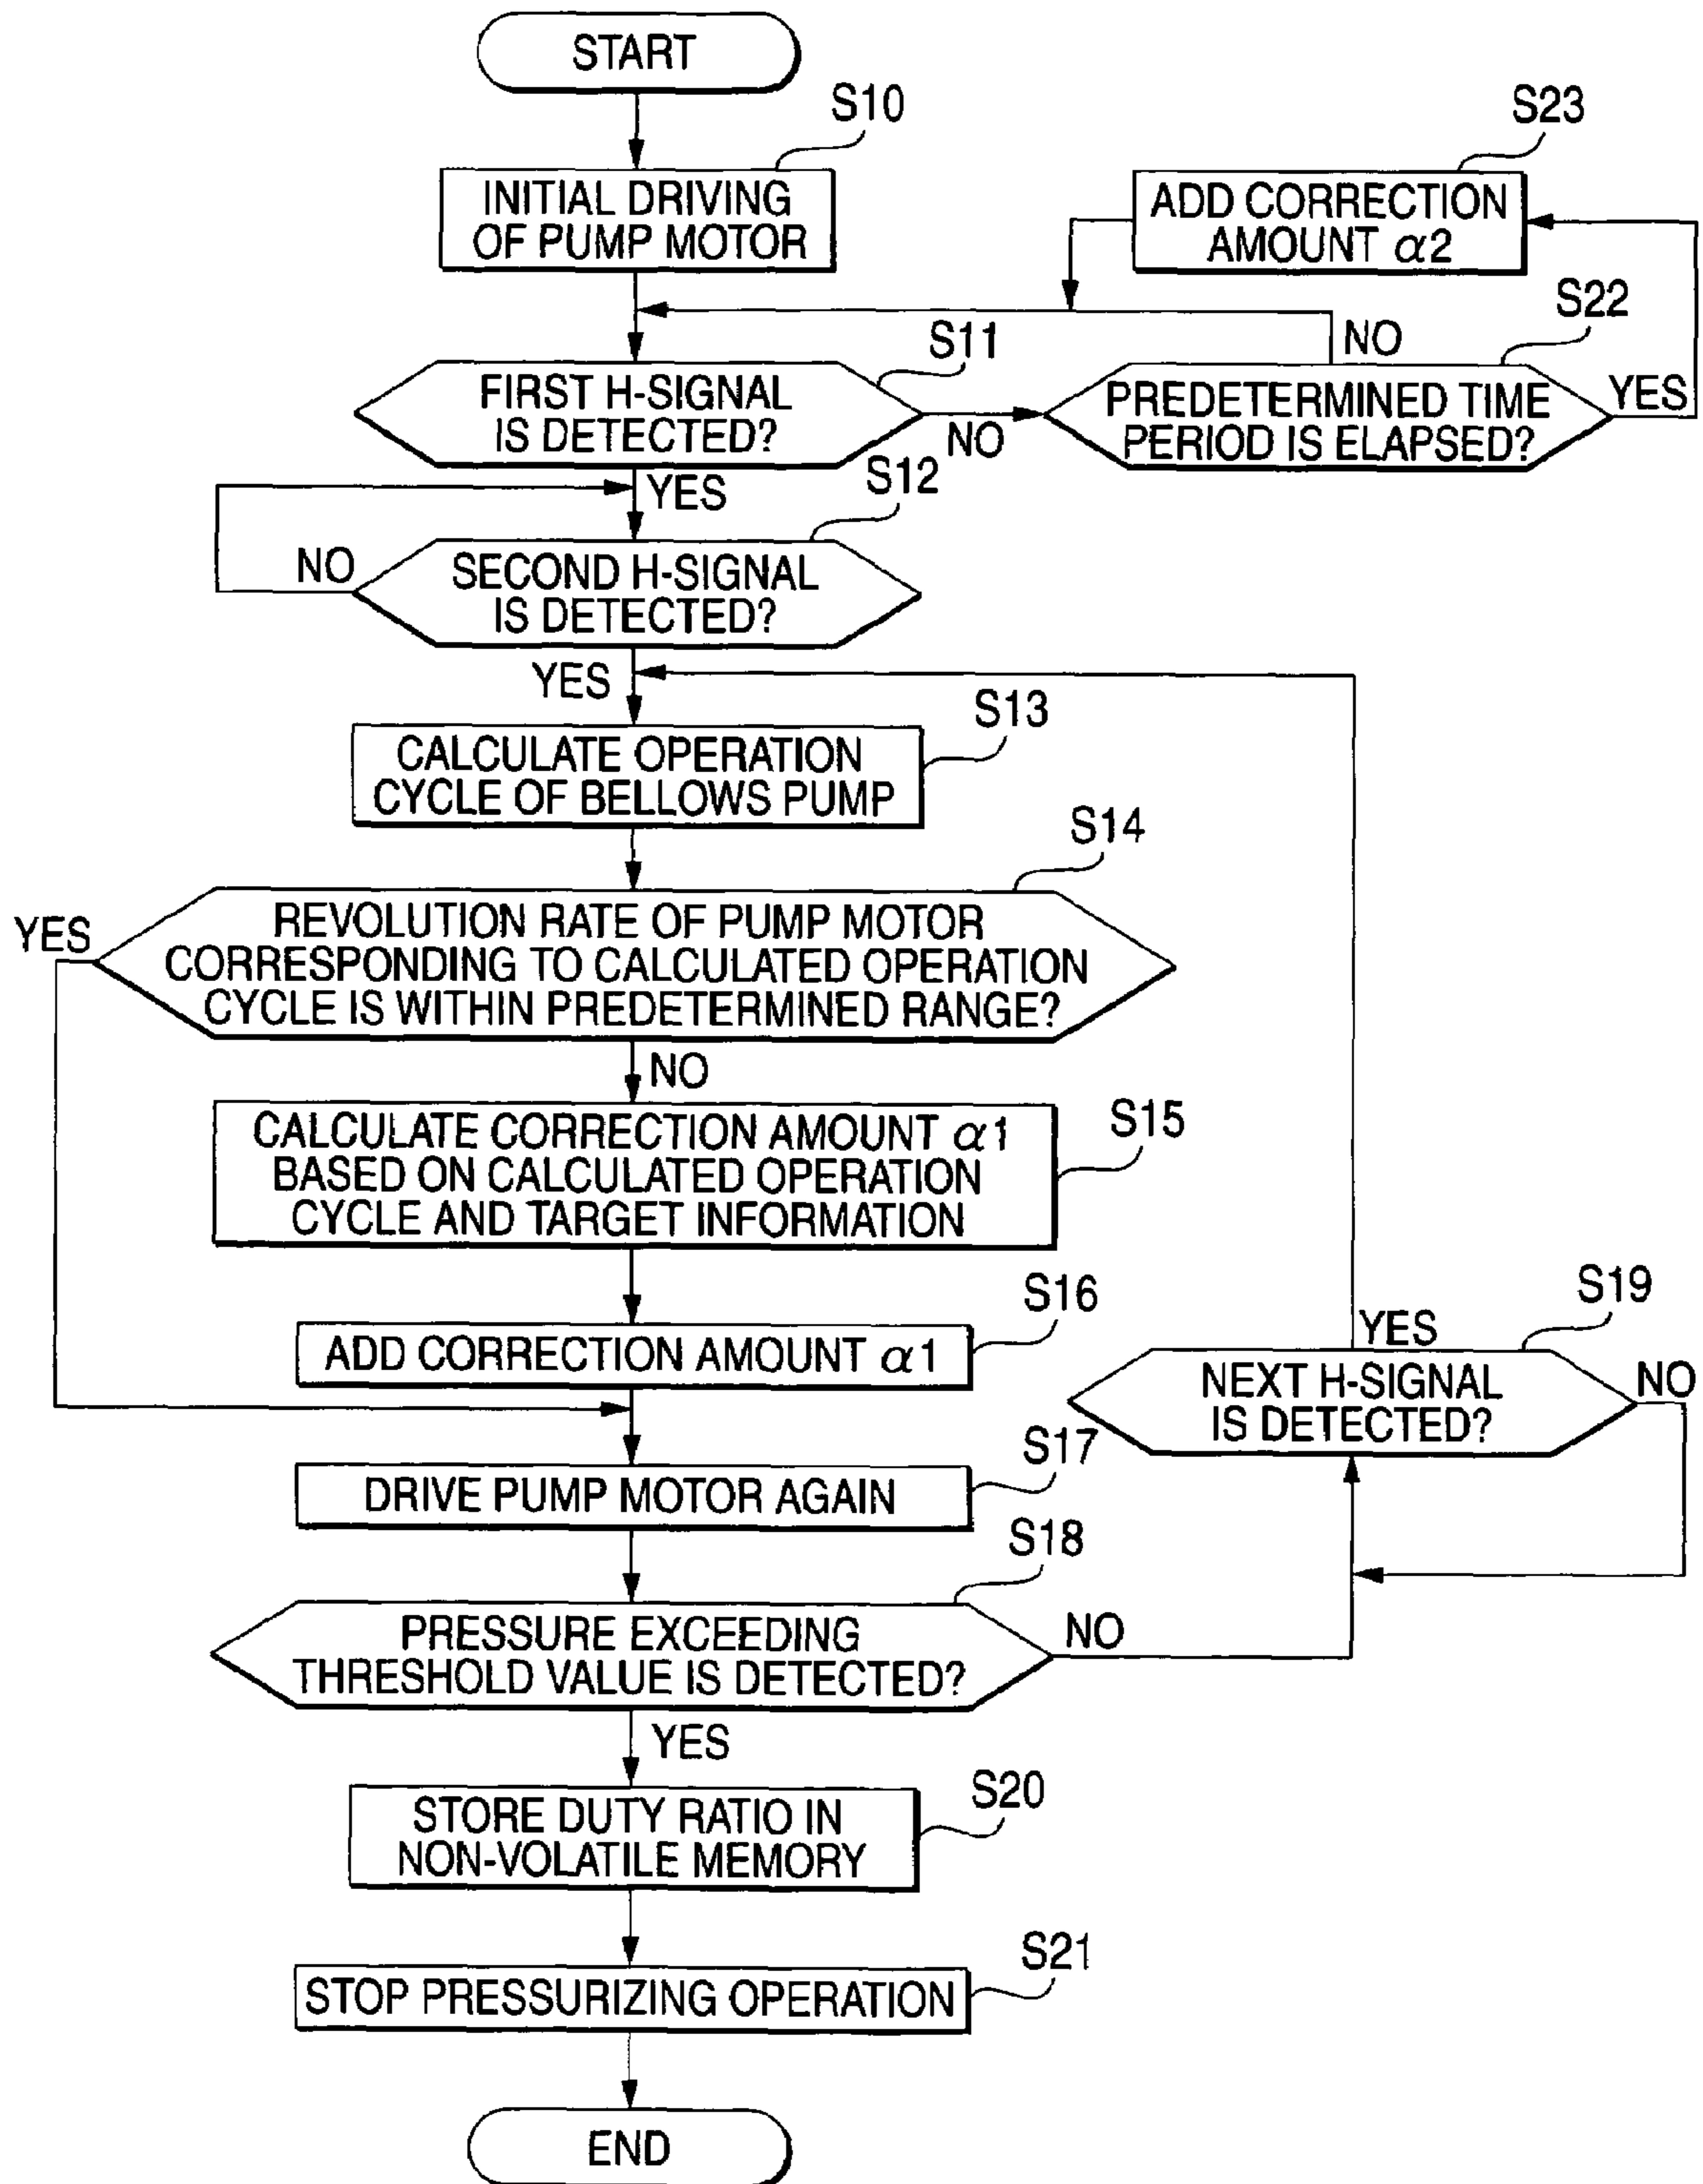 START
S10
INITIAL DRIVING
OF PUMP MOTOR
S23
ADD CORRECTION
AMOUNT α2
S22
NO
PREDETERMINED TIME
PERIOD IS ELAPSED?
YES
S11
FIRST H-SIGNAL
IS DETECTED?
NO
YES
S12
SECOND H-SIGNAL
IS DETECTED?
NO
YES
S13
CALCULATE OPERATION
CYCLE OF BELLOWS PUMP
S14
YES
REVOLUTION RATE OF PUMP MOTOR
CORRESPONDING TO CALCULATED OPERATION
CYCLE IS WITHIN PREDETERMINED RANGE?
NO
S15
CALCULATE CORRECTION AMOUNT α1
BASED ON CALCULATED OPERATION
CYCLE AND TARGET INFORMATION
S16
ADD CORRECTION AMOUNT α1
S19
YES
NEXT H-SIGNAL
IS DETECTED?
NO
S17
DRIVE PUMP MOTOR AGAIN
S18
PRESSURE EXCEEDING
THRESHOLD VALUE IS DETECTED?
NO
YES
S20
STORE DUTY RATIO IN
NON-VOLATILE MEMORY
S21
STOP PRESSURIZING OPERATION
END